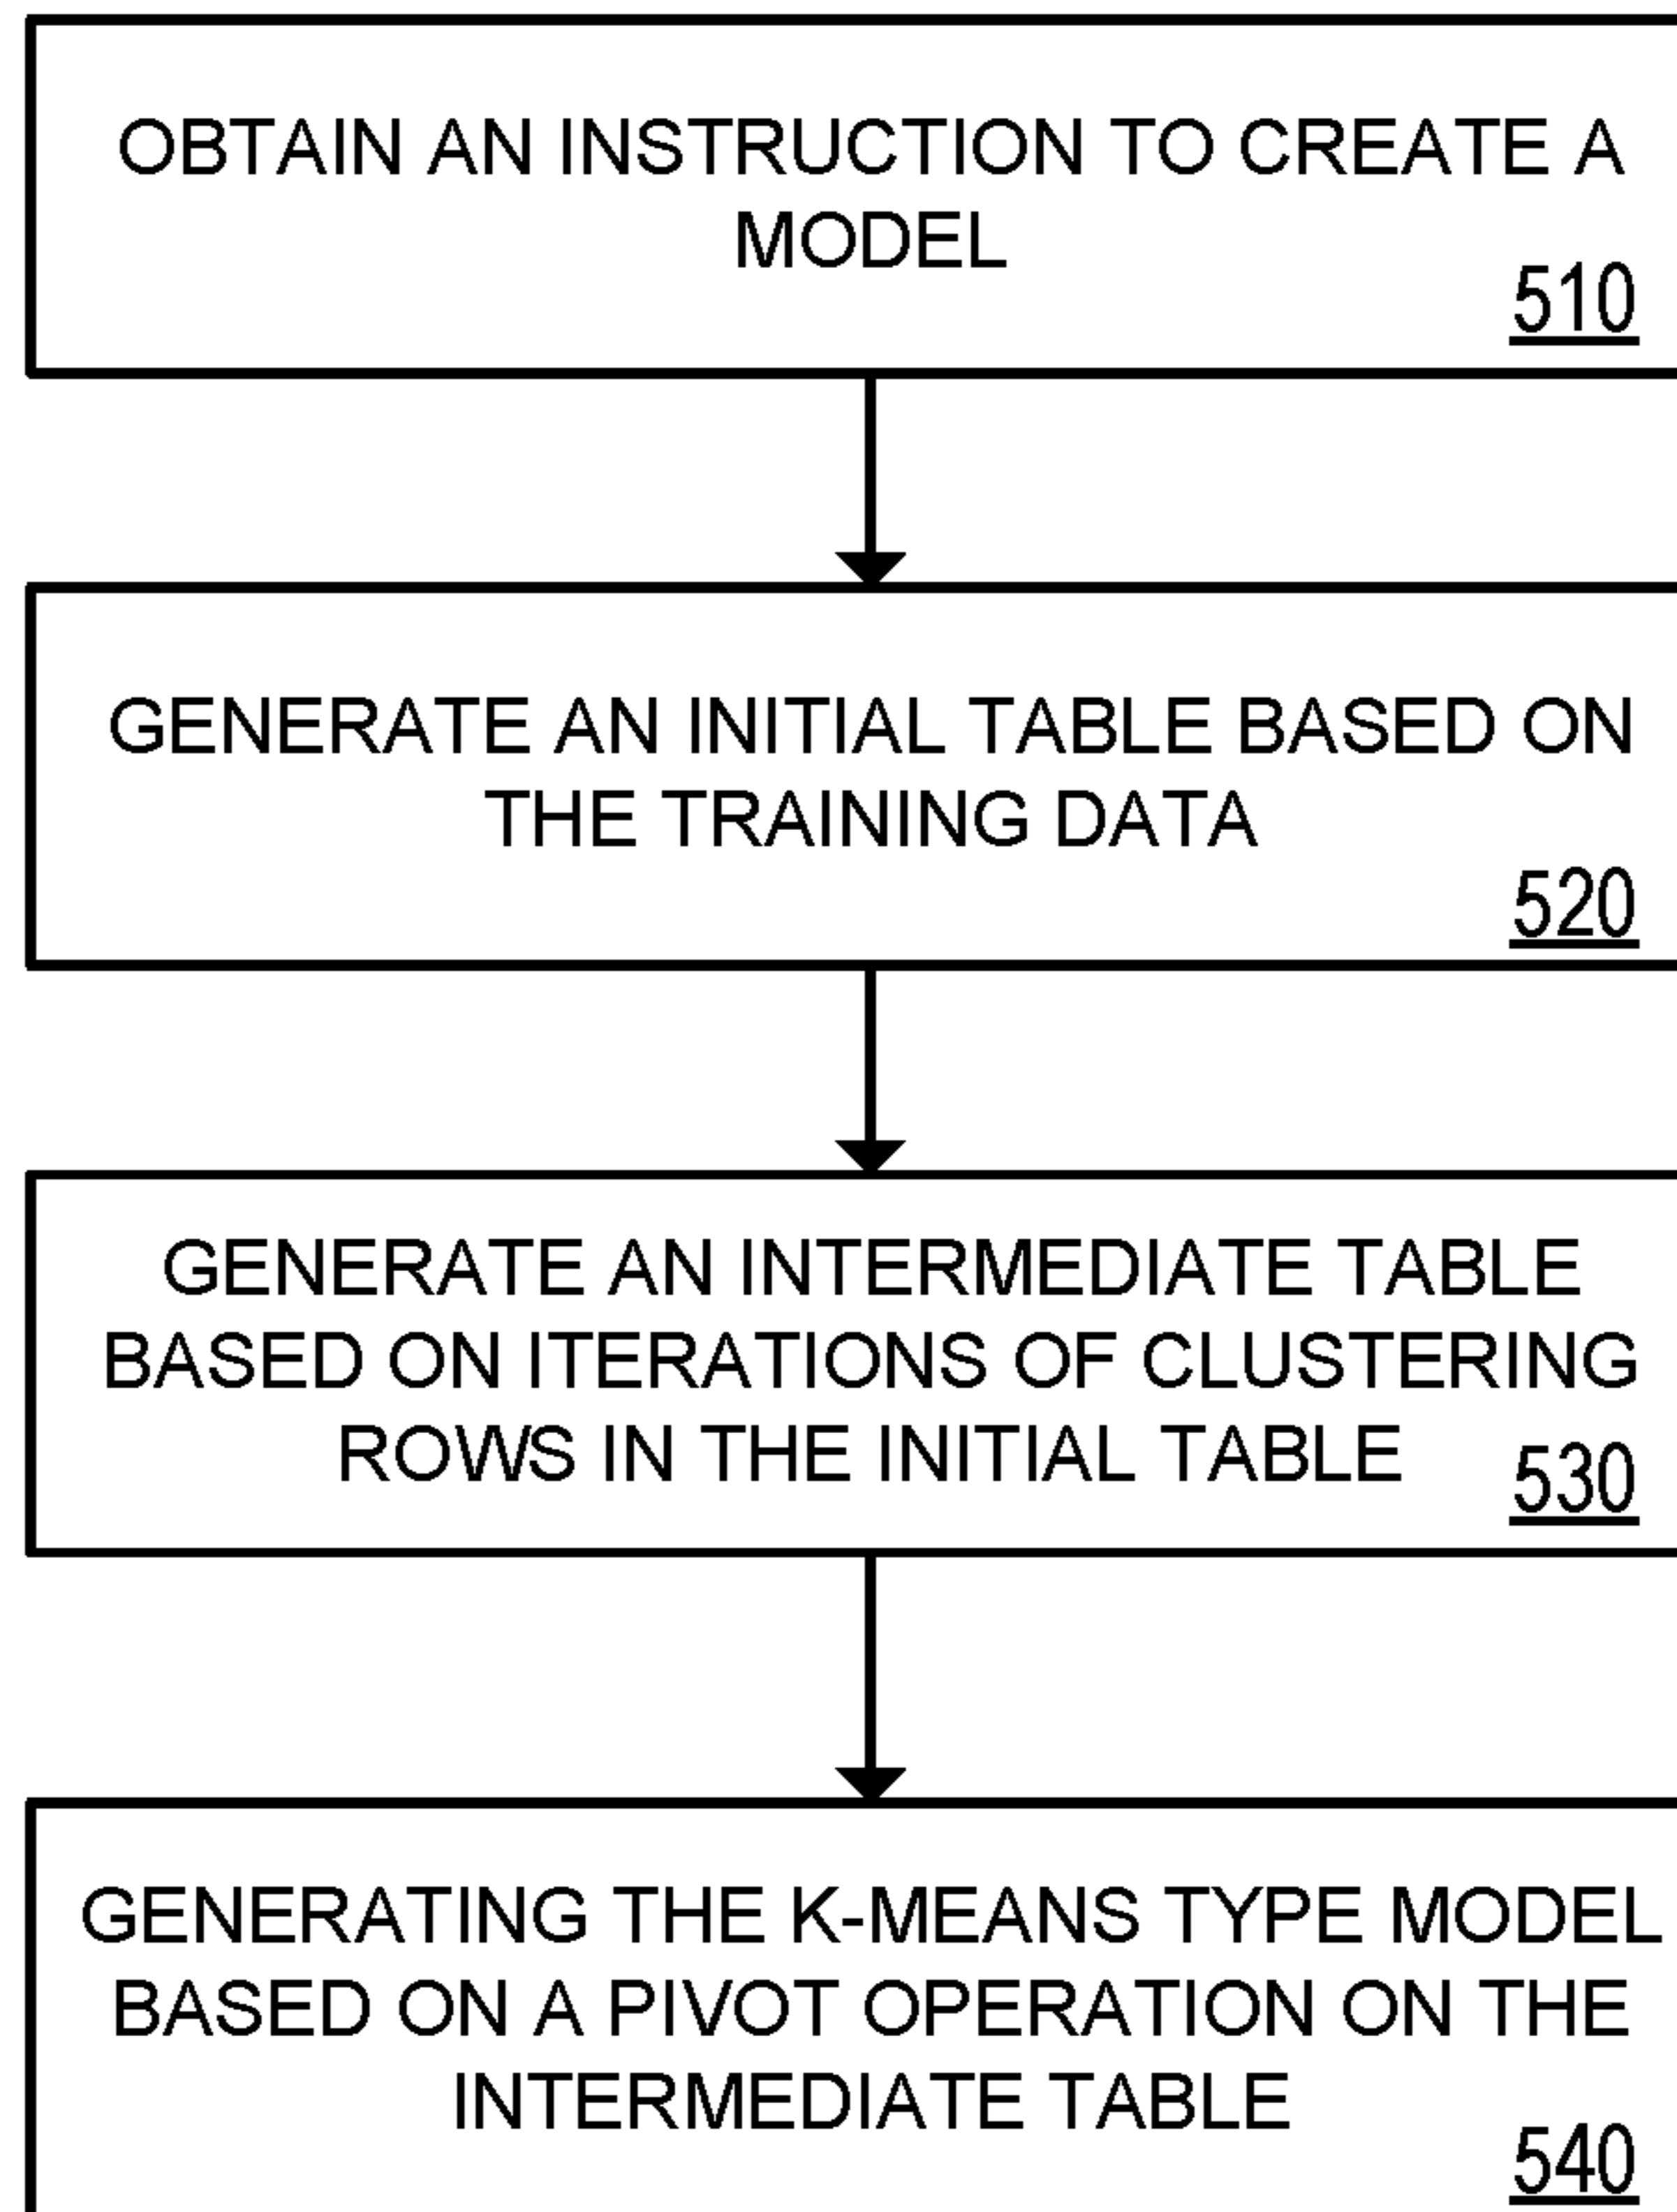 OBTAIN AN INSTRUCTION TO CREATE A
MODEL
510
GENERATE AN INITIAL TABLE BASED ON
THE TRAINING DATA
520
GENERATE AN INTERMEDIATE TABLE
BASED ON ITERATIONS OF CLUSTERING
ROWS IN THE INITIAL TABLE
530
GENERATING THE K-MEANS TYPE MODEL
BASED ON A PIVOT OPERATION ON THE
INTERMEDIATE TABLE
540